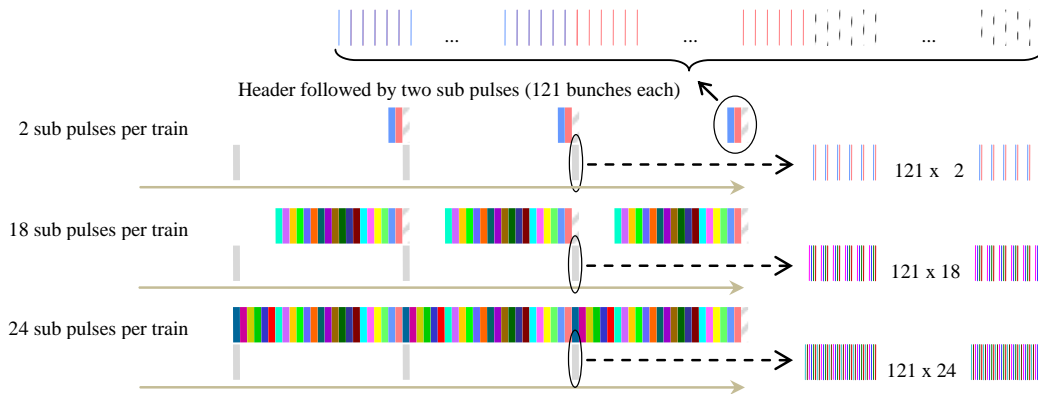 ... ... ...
Header followed by two sub pulses (121 bunches each)
2 sub pulses per train
121 x 2
18 sub pulses per train
121 x 18
24 sub pulses per train
121 x 24